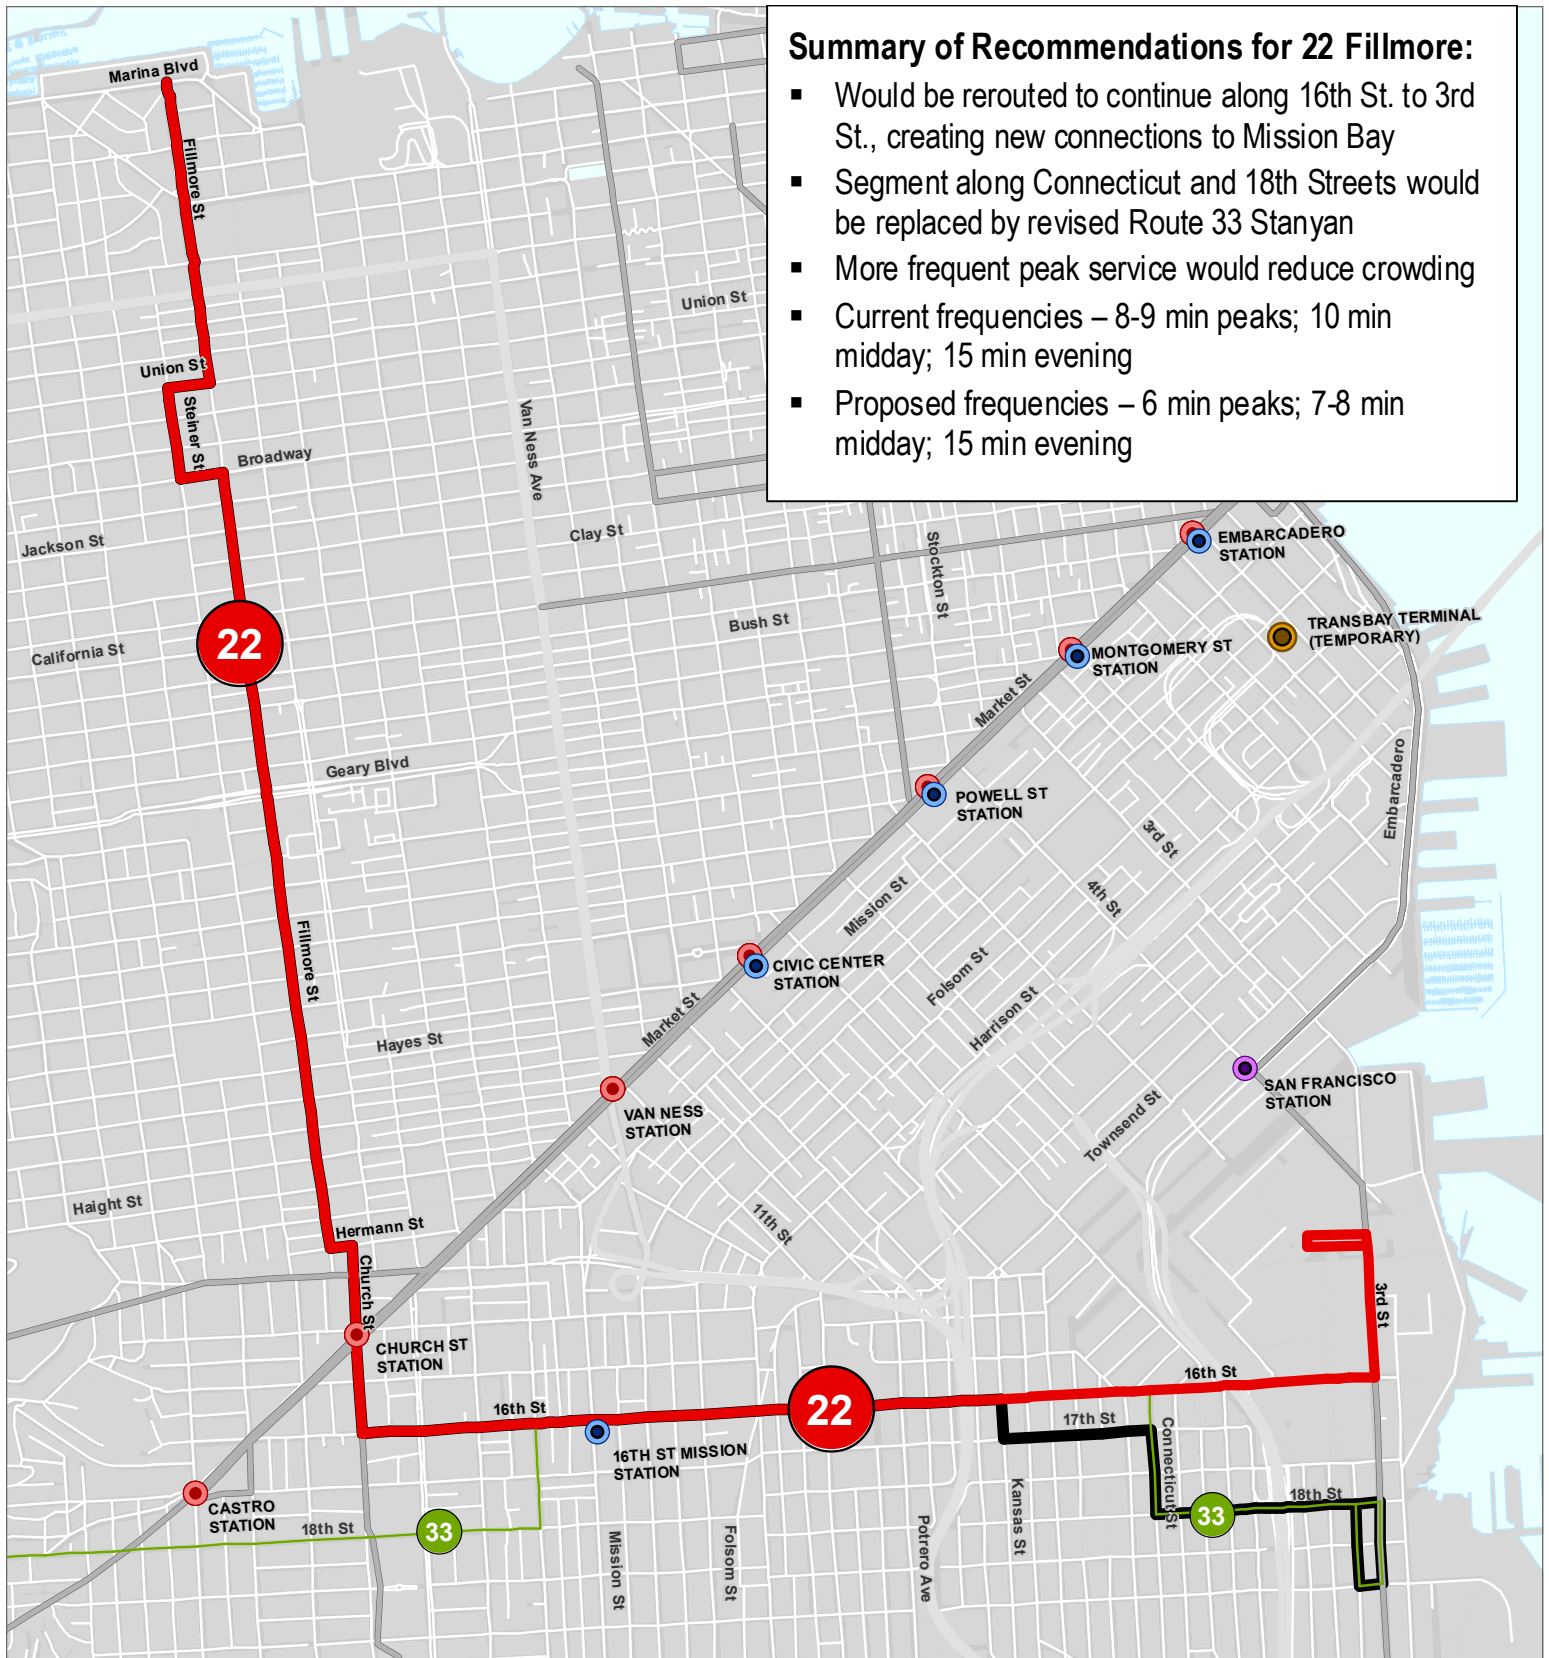 Summary of Recommendations for 22 Fillmore:
▪ Would be rerouted to continue along 16th St. to 3rd
St., creating new connections to Mission Bay
▪ Segment along Connecticut and 18th Streets would
be replaced by revised Route 33 Stanyan
▪ More frequent peak service would reduce crowding
▪ Current frequencies – 8-9 min peaks; 10 min
midday; 15 min evening
▪ Proposed frequencies – 6 min peaks; 7-8 min
midday; 15 min evening
Marina Blvd
Fillmore St
Union St
Union St
Steiner St
Broadway
Van Ness Ave
Jackson St
Clay St
Stockton St
EMBARCADERO
STATION
22
California St
Bush St
TRANSBAY TERMINAL
(TEMPORARY)
MONTGOMERY ST
STATION
Market St
Geary Blvd
Embarcadero
POWELL ST
STATION
3rd St
4th St
Mission St
Fillmore St
CIVIC CENTER
STATION
Folsom St
Harrison St
Market St
Hayes St
SAN FRANCISCO
STATION
VAN NESS
STATION
Townsend St
Haight St
Hermann St
11th St
Church St
3rd St
CHURCH ST
STATION
16th St
16th St
22
17th St
Connecticut St
16TH ST MISSION
STATION
Kansas St
18th St
CASTRO
STATION
18th St
33
33
Mission St
Folsom St
Potrero Ave